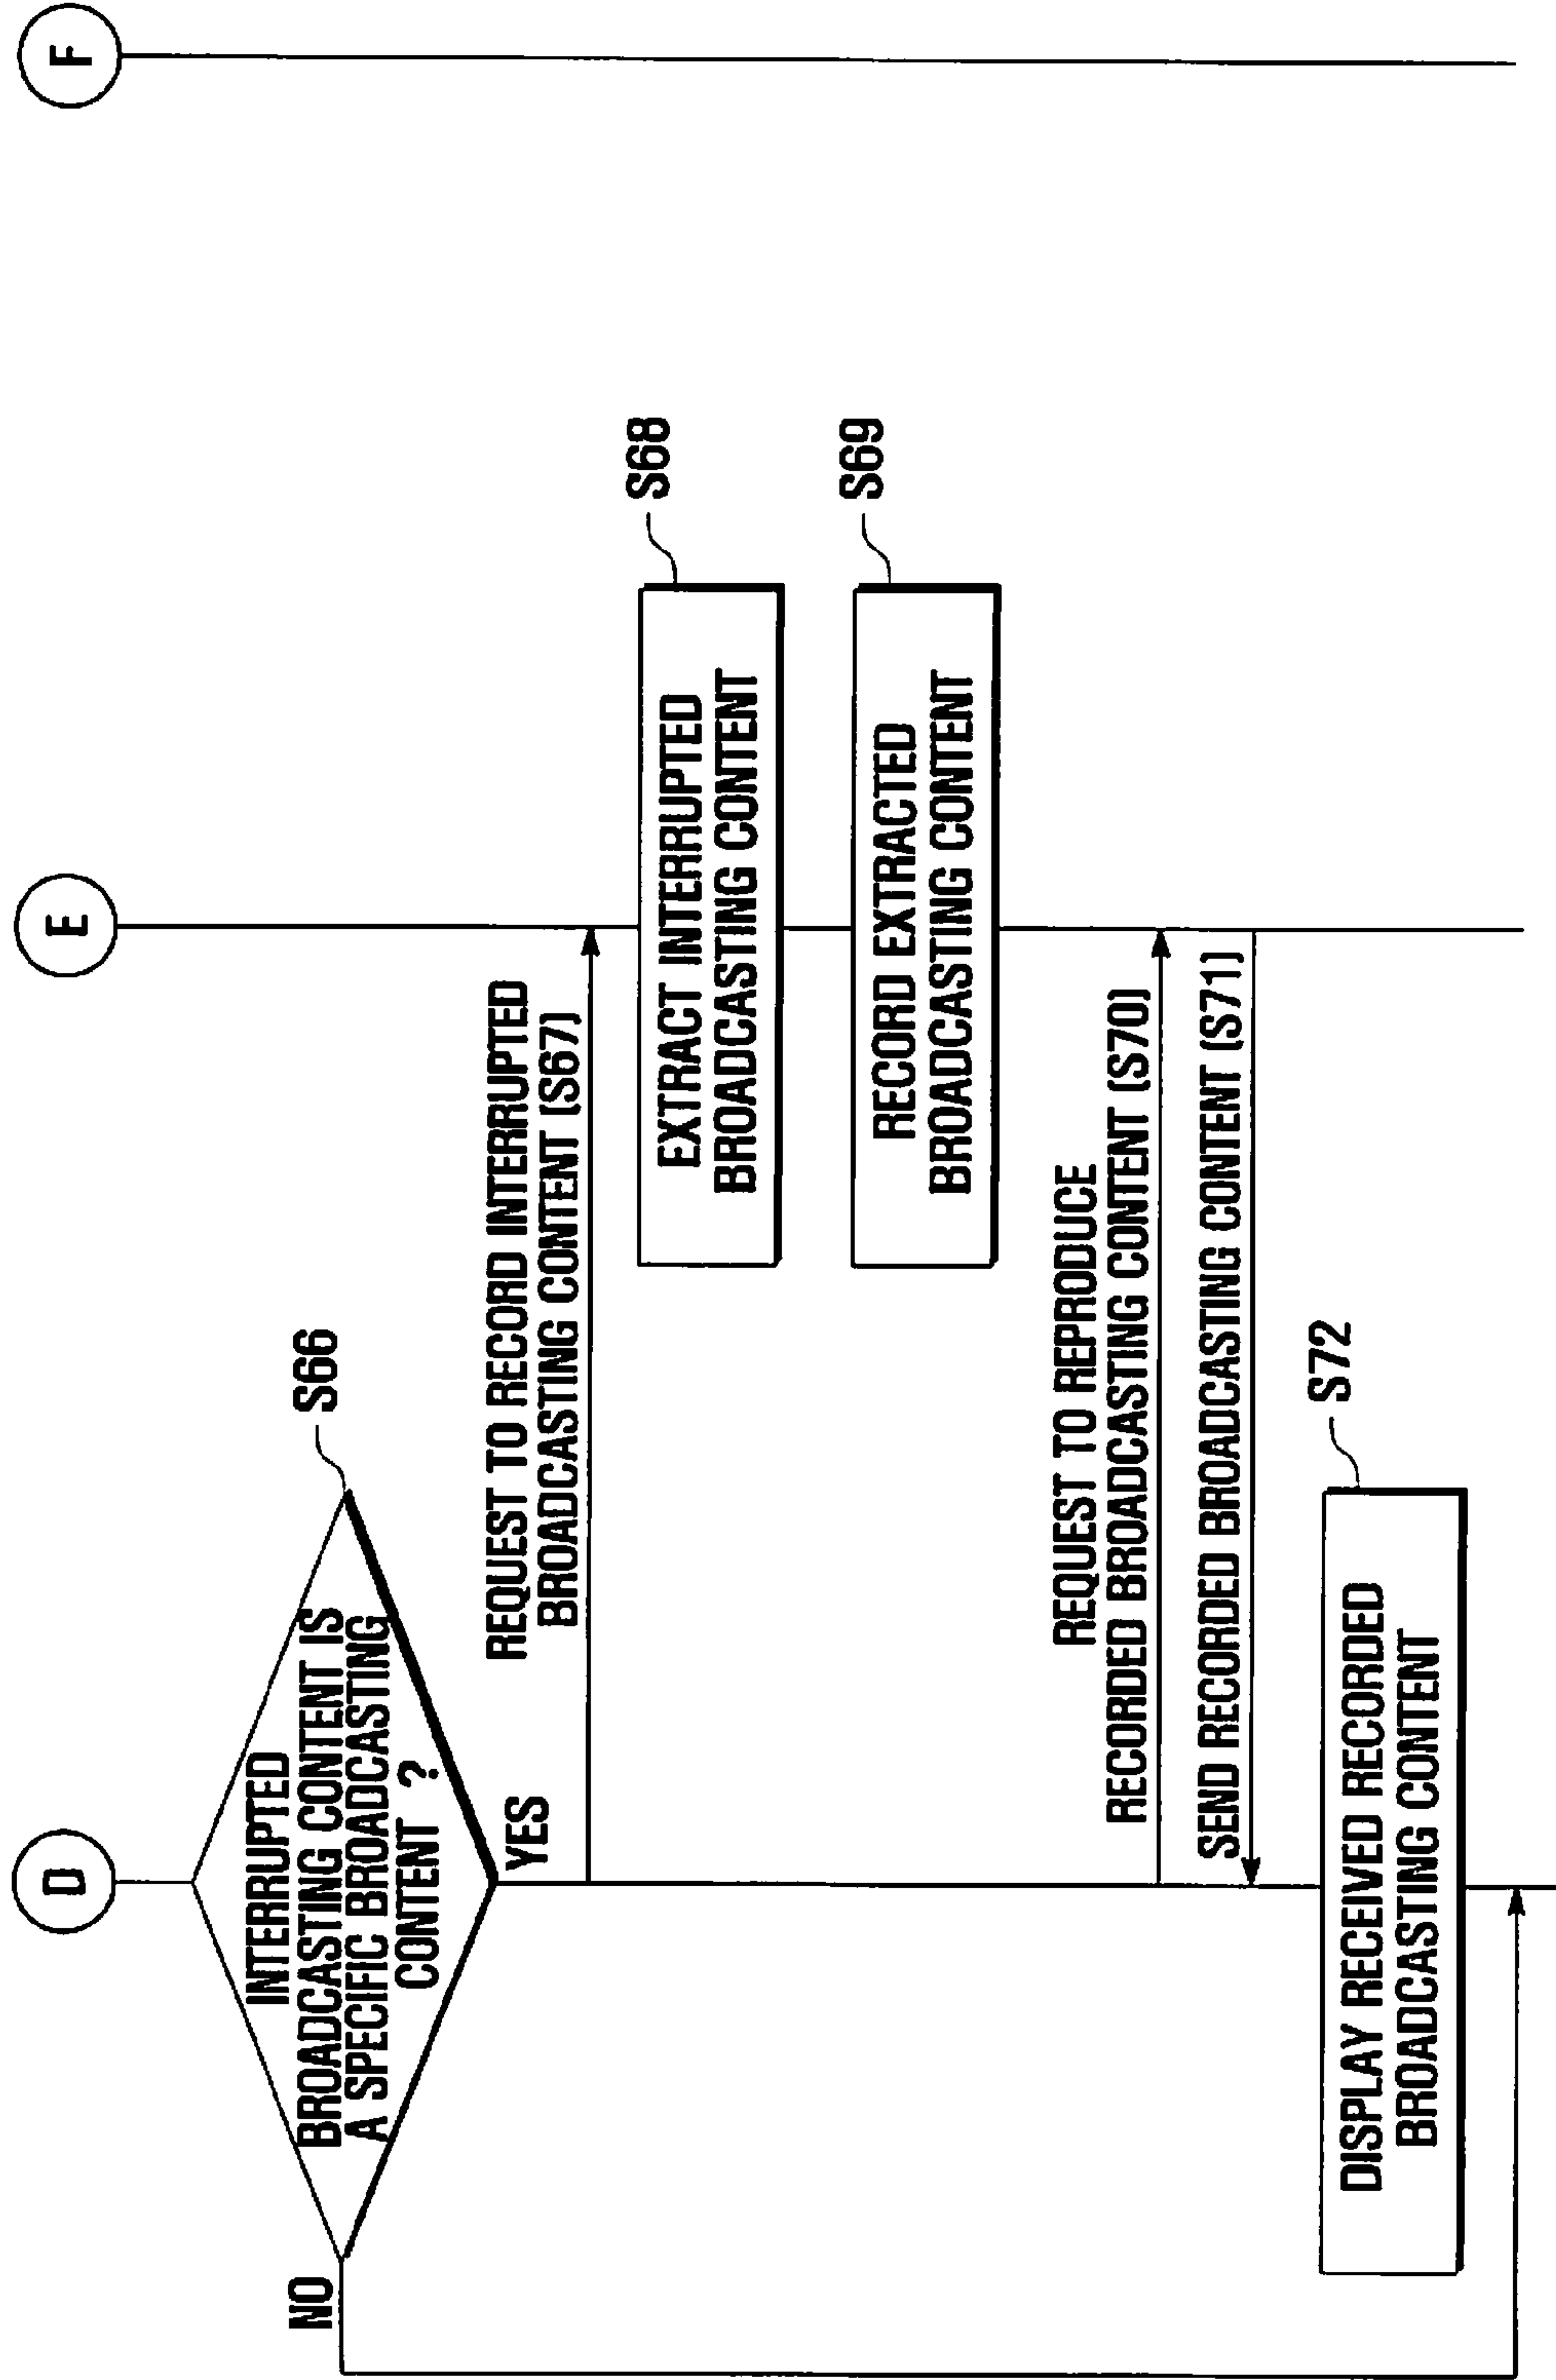 D
E
F
INTERRUPTED
BROADCASTING CONTENT IS
A SPECIFIC BROADCASTING
CONTENT ?
S66
NO
YES
REQUEST TO RECORD INTERRUPTED
BROADCASTING CONTENT (S67)
EXTRACT INTERRUPTED
BROADCASTING CONTENT
S68
RECORD EXTRACTED
BROADCASTING CONTENT
S69
REQUEST TO REPRODUCE
RECORDED BROADCASTING CONTENT (S70)
SEND RECORDED BROADCASTING CONTENT (S71)
DISPLAY RECEIVED RECORDED
BROADCASTING CONTENT
S72